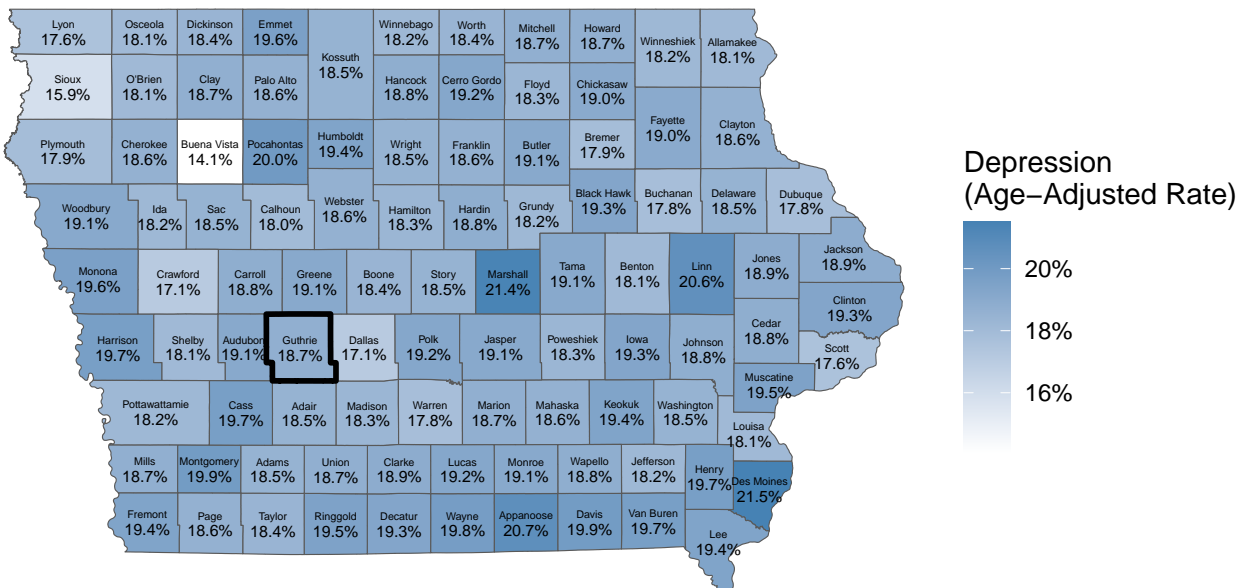 Lyon
17.6%
Osceola
18.1%
Dickinson
18.4%
Emmet
19.6%
Kossuth
18.5%
Winnebago
18.2%
Worth
18.4%
Mitchell
18.7%
Howard
18.7%
Winneshiek
18.2%
Allamakee
18.1%
Sioux
15.9%
O'Brien
18.1%
Clay
18.7%
Palo Alto
18.6%
Hancock
18.8%
Cerro Gordo
19.2%
Floyd
18.3%
Chickasaw
19.0%
Fayette
19.0%
Clayton
18.6%
Plymouth
17.9%
Cherokee
18.6%
Buena Vista
14.1%
Pocahontas
20.0%
Humboldt
19.4%
Wright
18.5%
Franklin
18.6%
Butler
19.1%
Bremer
17.9%
Woodbury
19.1%
Ida
18.2%
Sac
18.5%
Calhoun
18.0%
Webster
18.6%
Hamilton
18.3%
Hardin
18.8%
Grundy
18.2%
Black Hawk
19.3%
Buchanan
17.8%
Delaware
18.5%
Dubuque
17.8%
Monona
19.6%
Crawford
17.1%
Carroll
18.8%
Greene
19.1%
Boone
18.4%
Story
18.5%
Marshall
21.4%
Tama
19.1%
Benton
18.1%
Linn
20.6%
Jones
18.9%
Jackson
18.9%
Clinton
19.3%
Harrison
19.7%
Shelby
18.1%
Audubon
19.1%
Guthrie
18.7%
Dallas
17.1%
Polk
19.2%
Jasper
19.1%
Poweshiek
18.3%
Iowa
19.3%
Johnson
18.8%
Cedar
18.8%
Scott
17.6%
Muscatine
19.5%
Pottawattamie
18.2%
Cass
19.7%
Adair
18.5%
Madison
18.3%
Warren
17.8%
Marion
18.7%
Mahaska
18.6%
Keokuk
19.4%
Washington
18.5%
Louisa
18.1%
Mills
18.7%
Montgomery
19.9%
Adams
18.5%
Union
18.7%
Clarke
18.9%
Lucas
19.2%
Monroe
19.1%
Wapello
18.8%
Jefferson
18.2%
Henry
19.7%
Des Moines
21.5%
Fremont
19.4%
Page
18.6%
Taylor
18.4%
Ringgold
19.5%
Decatur
19.3%
Wayne
19.8%
Appanoose
20.7%
Davis
19.9%
Van Buren
19.7%
Lee
19.4%
Depression
(Age−Adjusted Rate)
20%
18%
16%